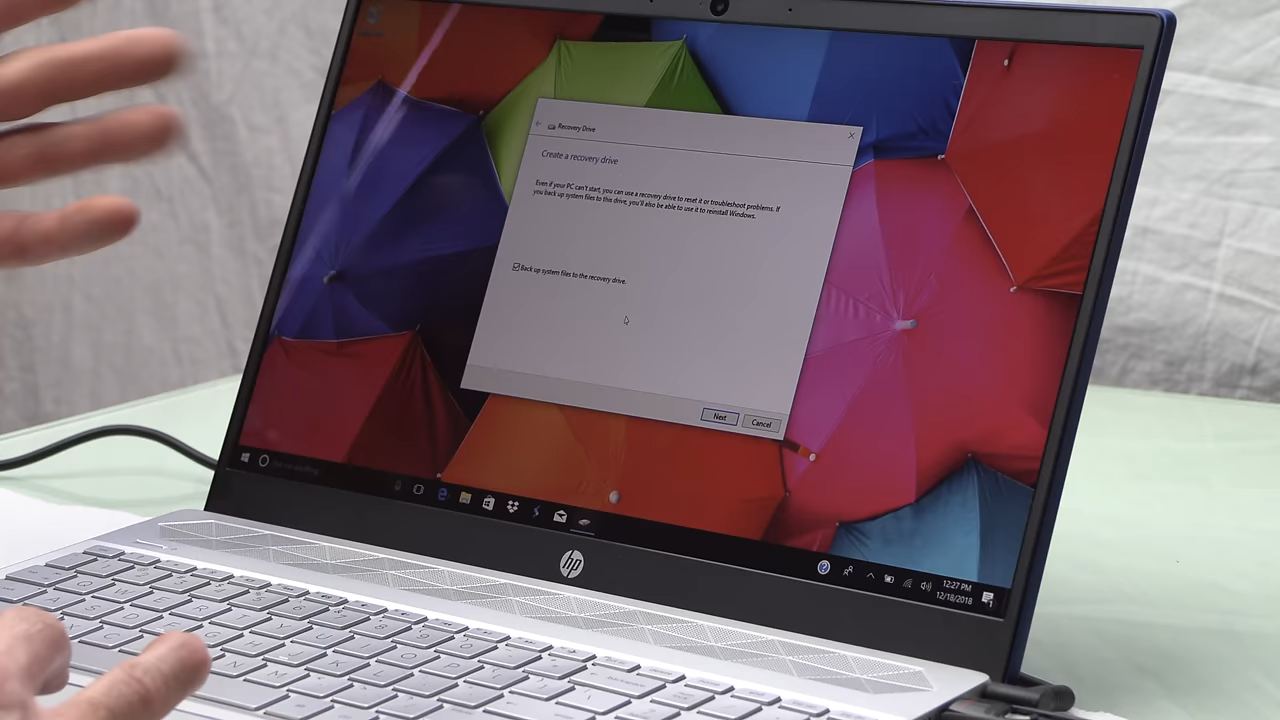 Recovery Drive
Create a recovery drive
Even if your PC can't start, you can use a recovery drive to reset it or troubleshoot problems. If
you back up system files to this drive, you'll also be able to use it to reinstall Windows.
Back up system files to the recovery drive.
Next
Cancel
12:27 PM
12/18/2018
hp